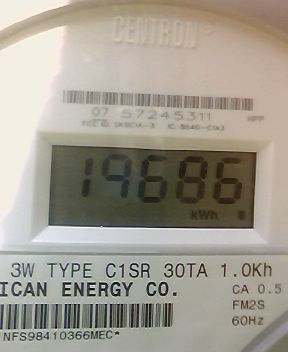 CENTRON®
07 57245311 HPP
19686
kWh
3W TYPE C1SR 30TA 1.0Kh
ICAN ENERGY CO. CA 0.5
FM2S
NFS98410366MEC* 60Hz